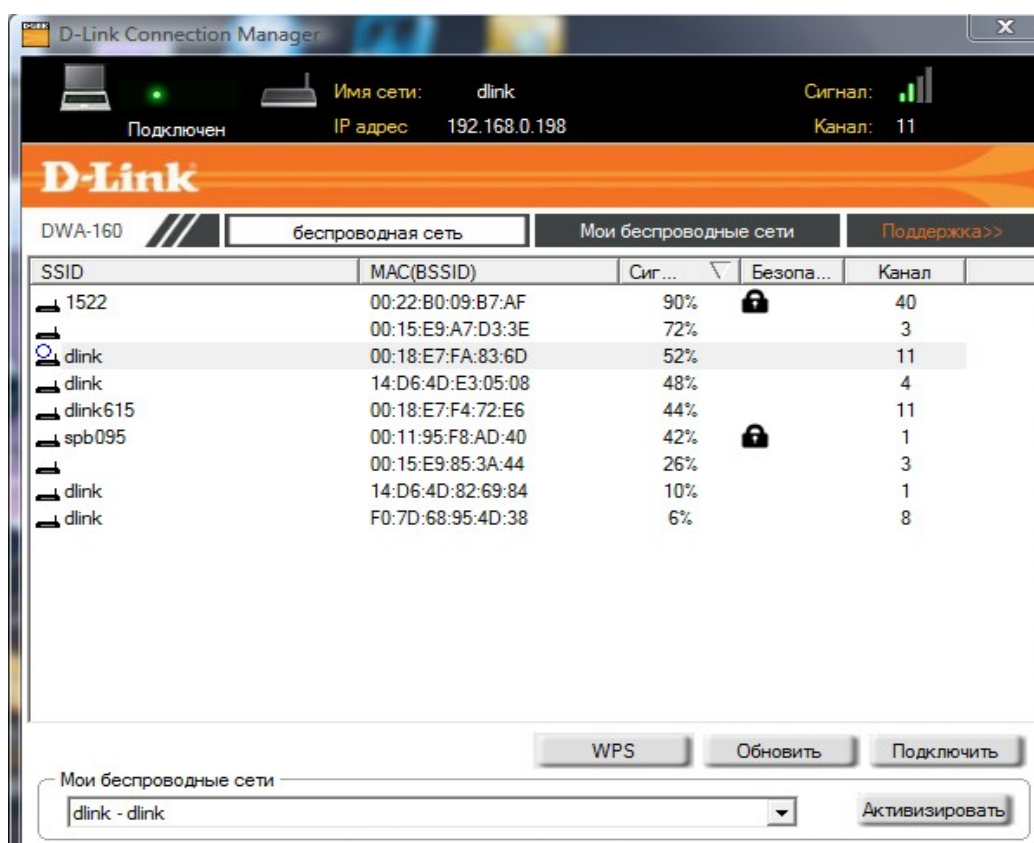 D-Link Connection Manager
Имя сети: dlink Сигнал:
Подключен IP адрес 192.168.0.198 Канал: 11
D-Link
DWA-160 беспроводная сеть Мои беспроводные сети Поддержка>>
SSID MAC(BSSID) Сиг... Безопа... Канал
1522 00:22:B0:09:B7:AF 90% 40
00:15:E9:A7:D3:3E 72% 3
dlink 00:18:E7:FA:83:6D 52% 11
dlink 14:D6:4D:E3:05:08 48% 4
dlink615 00:18:E7:F4:72:E6 44% 11
spb095 00:11:95:F8:AD:40 42% 1
00:15:E9:85:3A:44 26% 3
dlink 14:D6:4D:82:69:84 10% 1
dlink F0:7D:68:95:4D:38 6% 8
WPS Обновить Подключить
Мои беспроводные сети
dlink - dlink Активизировать